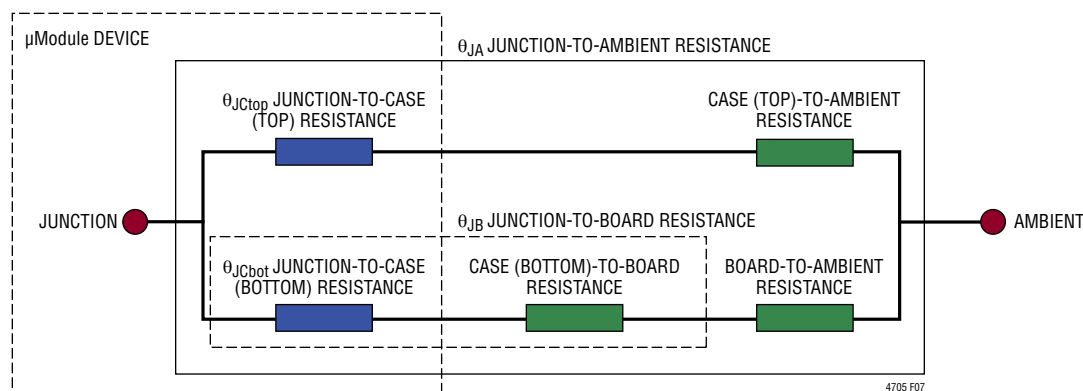 µModule DEVICE
θJA JUNCTION-TO-AMBIENT RESISTANCE
θJCtop JUNCTION-TO-CASE
(TOP) RESISTANCE
CASE (TOP)-TO-AMBIENT
RESISTANCE
JUNCTION
θJB JUNCTION-TO-BOARD RESISTANCE
AMBIENT
θJCbot JUNCTION-TO-CASE
(BOTTOM) RESISTANCE
CASE (BOTTOM)-TO-BOARD
RESISTANCE
BOARD-TO-AMBIENT
RESISTANCE
4705 F07